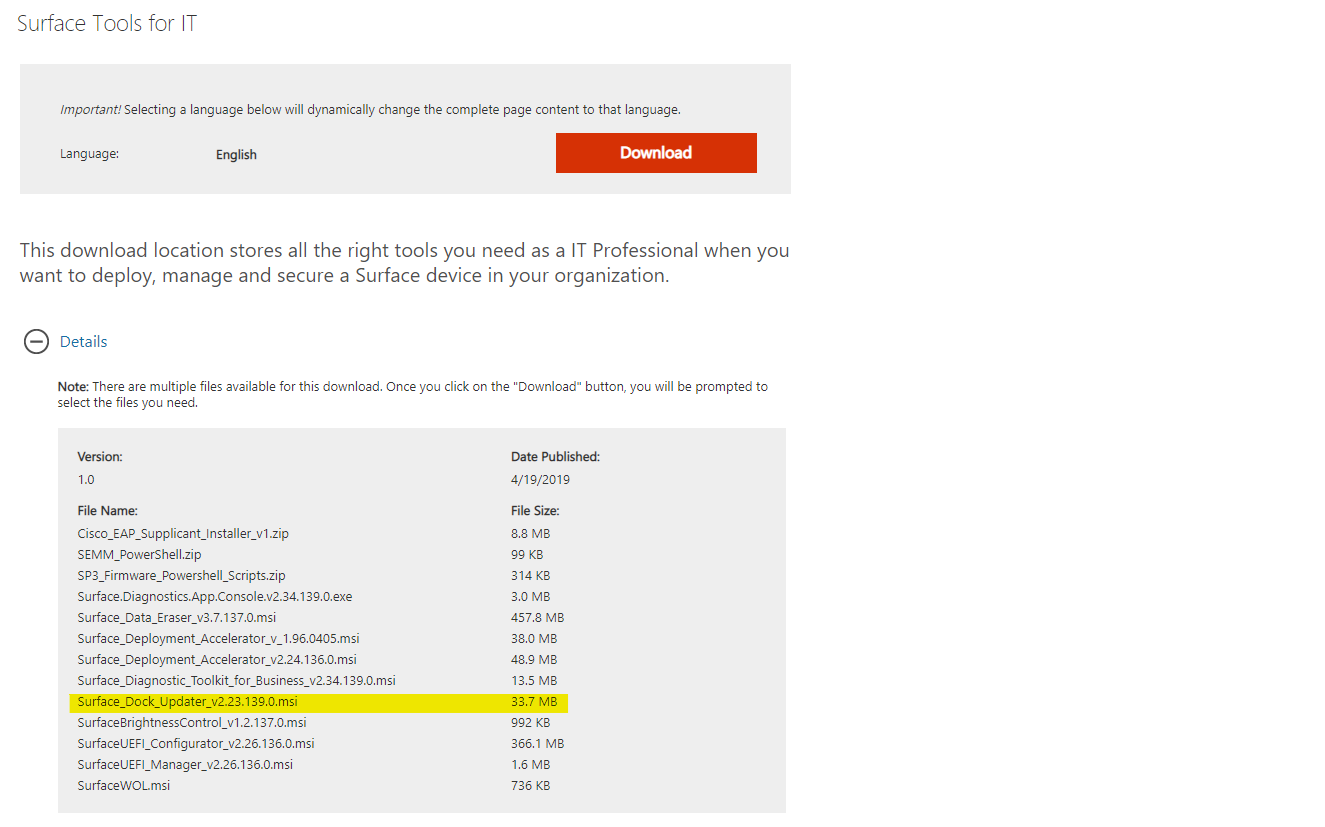 Surface Tools for IT
Important! Selecting a language below will dynamically change the complete page content to that language.
Language: English Download
This download location stores all the right tools you need as a IT Professional when you
want to deploy, manage and secure a Surface device in your organization.
Details
Note: There are multiple files available for this download. Once you click on the "Download" button, you will be prompted to
select the files you need.
Version: Date Published:
1.0 4/19/2019
File Name: File Size:
Cisco_EAP_Supplicant_Installer_v1.zip 8.8 MB
SEMM_PowerShell.zip 99 KB
SP3_Firmware_Powershell_Scripts.zip 314 KB
Surface.Diagnostics.App.Console.v2.34.139.0.exe 3.0 MB
Surface_Data_Eraser_v3.7.137.0.msi 457.8 MB
Surface_Deployment_Accelerator_v_1.96.0405.msi 38.0 MB
Surface_Deployment_Accelerator_v2.24.136.0.msi 48.9 MB
Surface_Diagnostic_Toolkit_for_Business_v2.34.139.0.msi 13.5 MB
Surface_Dock_Updater_v2.23.139.0.msi 33.7 MB
SurfaceBrightnessControl_v1.2.137.0.msi 992 KB
SurfaceUEFI_Configurator_v2.26.136.0.msi 366.1 MB
SurfaceUEFI_Manager_v2.26.136.0.msi 1.6 MB
SurfaceWOL.msi 736 KB